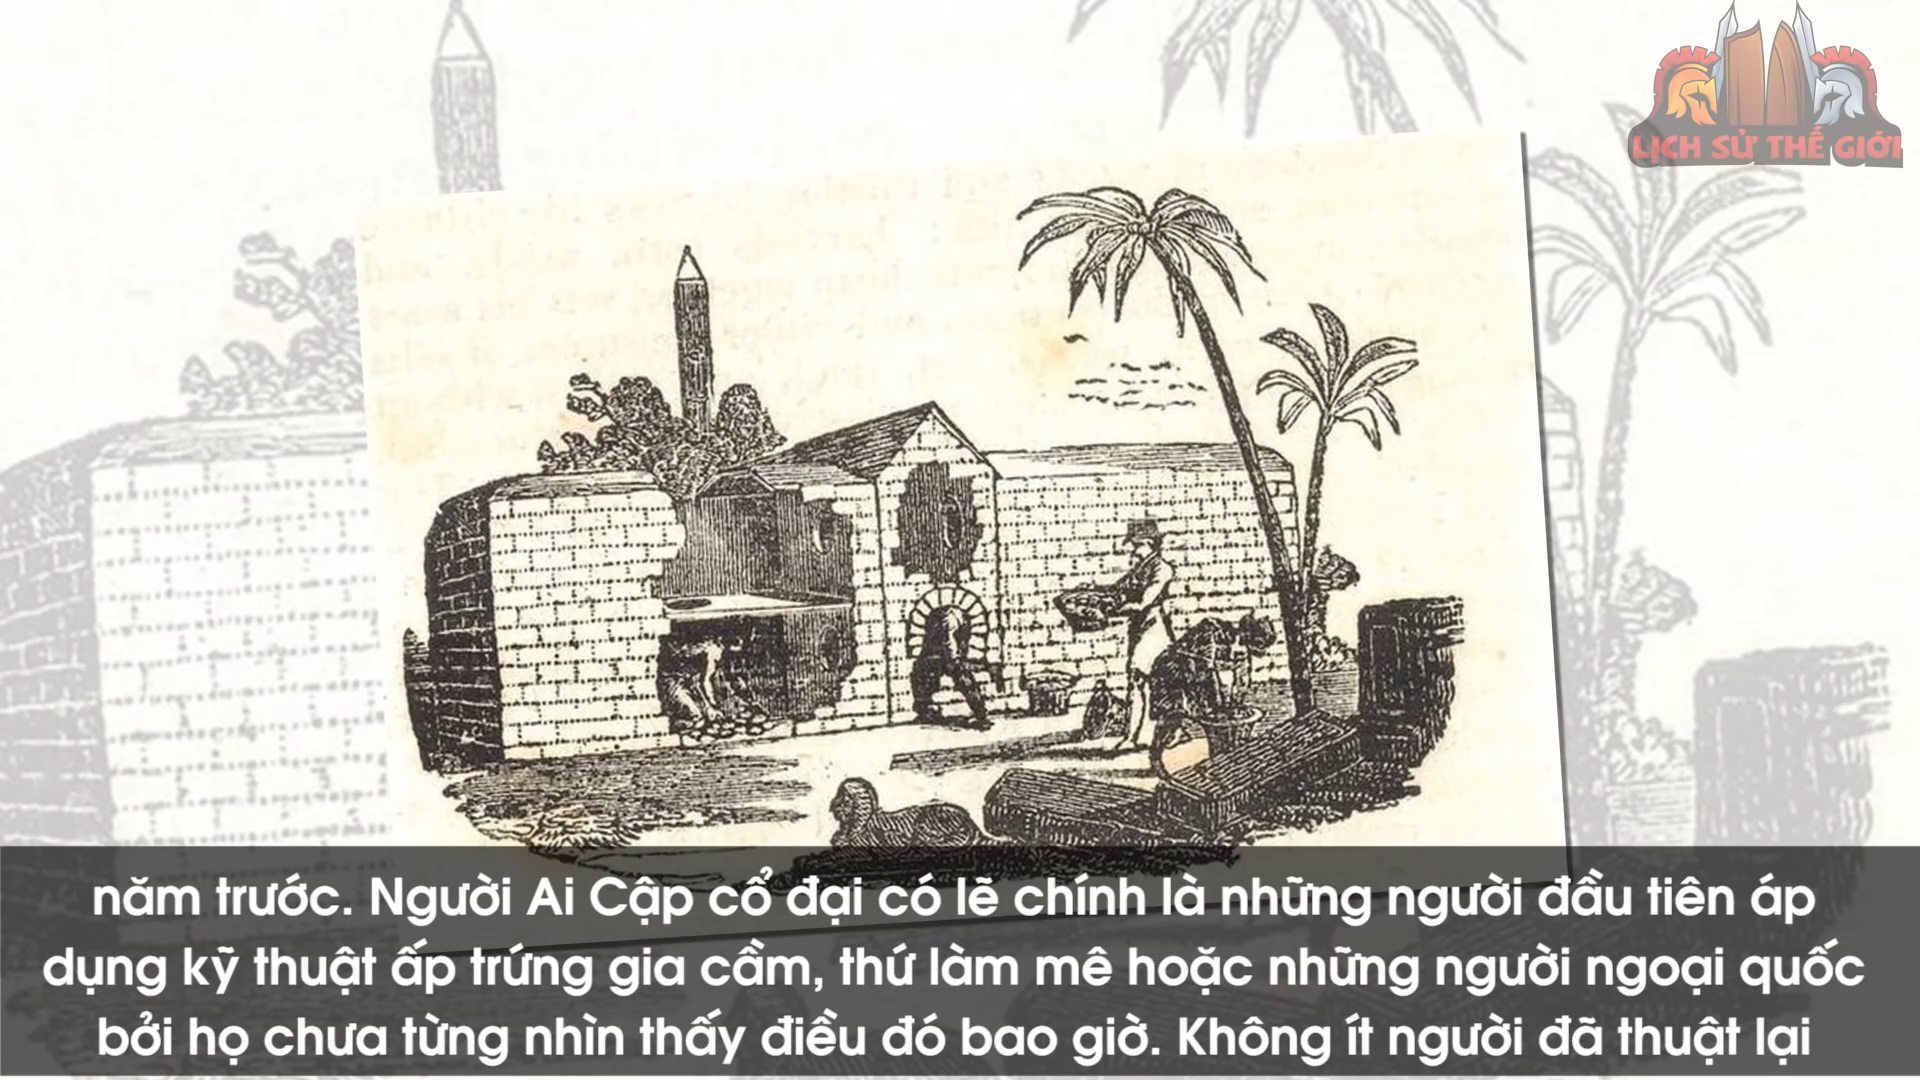 LỊCH SỬ THẾ GIỚI
năm trước. Người Ai Cập cổ đại có lẽ chính là những người đầu tiên áp
dụng kỹ thuật ấp trứng gia cầm, thứ làm mê hoặc những người ngoại quốc
bởi họ chưa từng nhìn thấy điều đó bao giờ. Không ít người đã thuật lại